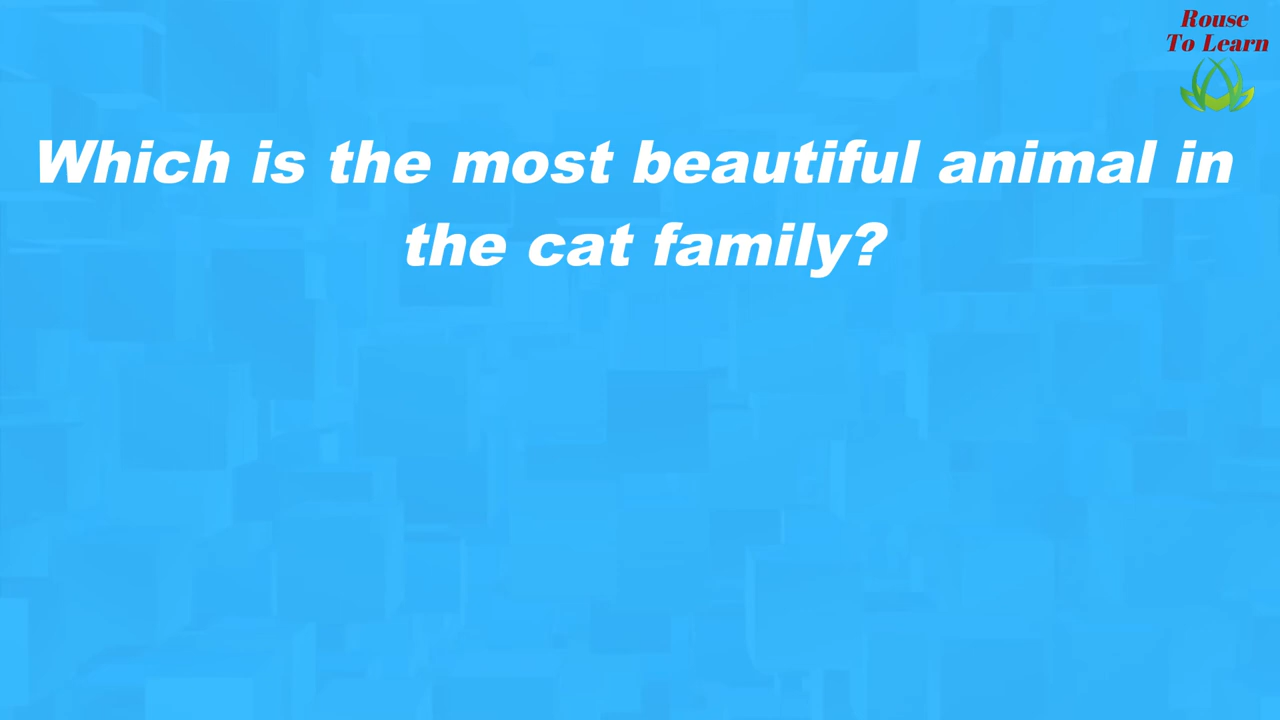 Rouse
To Learn
Which is the most beautiful animal in
the cat family?